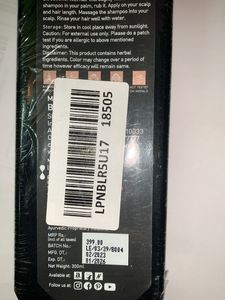 shampoo in your palm, rub it. Apply on your scalp
and hair length. Massage the shampoo into your
scalp. Rinse your hair well with water.
Storage: Store in cool place away from sunlight.
Caution: For external use only. Please do a patch
test if you are allergic to above mentioned
ingredients.
Disclaimer: This product contains herbal
ingredients. Color may change over a period of
time however efficacy will remain same.
NOT TESTED
ON ANIMALS
LPNBLR5U17 18505
10033
Ayurvedic Proprietary
MRP Rs.
(incl of all taxes)
399.00
BATCH No:
LE/03/29/B004
MFG. DT.:
02/2023
EXP. DT.:
01/2026
Net Weight: 300ml
Follow us at